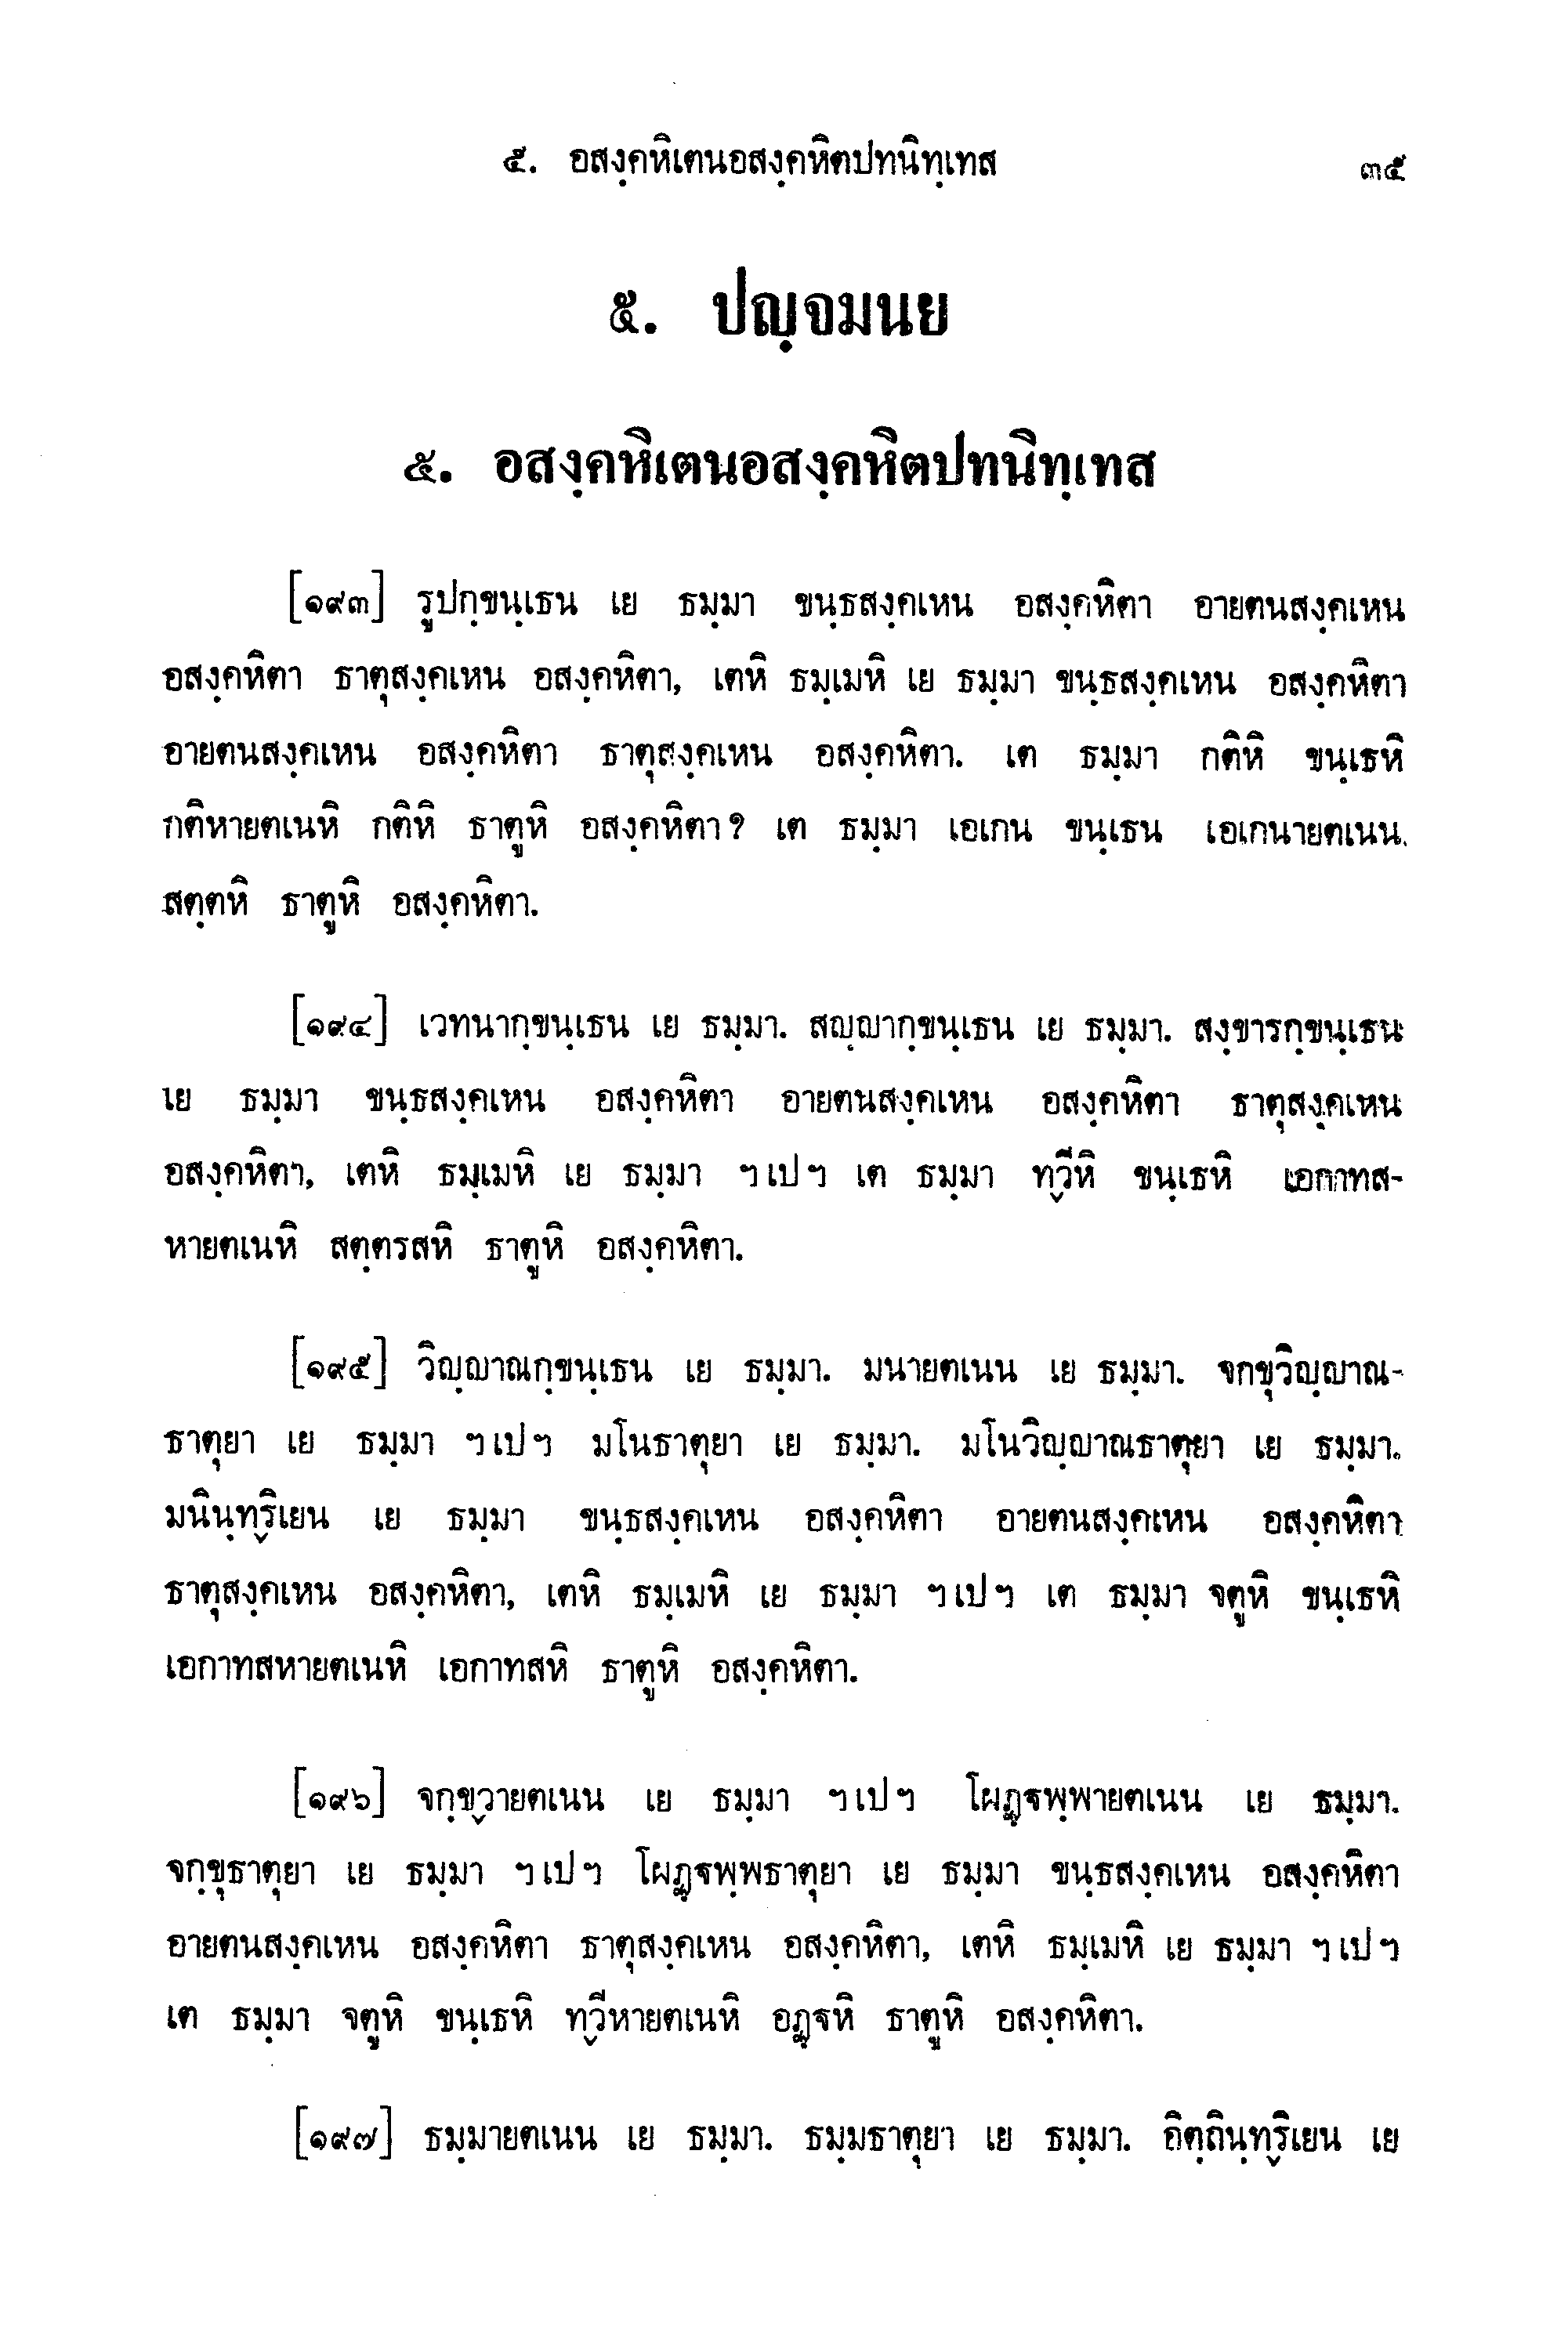 ๕. อสงฺคหิเตนอสงฺคหิตปทนิทฺเทส ๓๕
๕. ปญฺจมนย
๕. อสงฺคหิเตนอสงฺคหิตปทนิทฺเทส
[๑๙๓] รูปกฺขนฺเธน เย ธมฺมา ขนฺธสงฺคเหน อสงฺคหิตา อายตนสงฺคเหน
อสงฺคหิตา ธาตุสงฺคเหน อสงฺคหิตา, เตหิ ธมฺเมหิ เย ธมฺมา ขนฺธสงฺคเหน อสงฺคหิตา
อายตนสงฺคเหน อสงฺคหิตา ธาตุสงฺคเหน อสงฺคหิตา. เต ธมฺมา กติหิ ขนฺเธหิ
กติหายตเนหิ กติหิ ธาตูหิ อสงฺคหิตา? เต ธมฺมา เอเกน ขนฺเธน เอเกนายตเนน
สตฺตหิ ธาตูหิ อสงฺคหิตา.
[๑๙๔] เวทนากฺขนฺเธน เย ธมฺมา. สญฺญากฺขนฺเธน เย ธมฺมา. สงฺขารกฺขนฺเธน
เย ธมฺมา ขนฺธสงฺคเหน อสงฺคหิตา อายตนสงฺคเหน อสงฺคหิตา ธาตุสงฺคเหน
อสงฺคหิตา, เตหิ ธมฺเมหิ เย ธมฺมา ฯเปฯ เต ธมฺมา ทฺวีหิ ขนฺเธหิ เอกาทส-
หายตเนหิ สตฺตรสหิ ธาตูหิ อสงฺคหิตา.
[๑๙๕] วิญฺญาณกฺขนฺเธน เย ธมฺมา. มนายตเนน เย ธมฺมา. จกขุวิญฺญาณ-
ธาตุยา เย ธมฺมา ฯเปฯ มโนธาตุยา เย ธมฺมา. มโนวิญฺญาณธาตุยา เย ธมฺมา.
มนินฺทฺริเยน เย ธมฺมา ขนฺธสงฺคเหน อสงฺคหิตา อายตนสงฺคเหน อสงฺคหิตา
ธาตุสงฺคเหน อสงฺคหิตา, เตหิ ธมฺเมหิ เย ธมฺมา ฯเปฯ เต ธมฺมา จตูหิ ขนฺเธหิ
เอกาทสหายตเนหิ เอกาทสหิ ธาตูหิ อสงฺคหิตา.
[๑๙๖] จกฺขฺวายตเนน เย ธมฺมา ฯเปฯ โผฏฺฐพฺพายตเนน เย ธมฺมา.
จกฺขุธาตุยา เย ธมฺมา ฯเปฯ โผฏฺฐพฺพธาตุยา เย ธมฺมา ขนฺธสงฺคเหน อสงฺคหิตา
อายตนสงฺคเหน อสงฺคหิตา ธาตุสงฺคเหน อสงฺคหิตา, เตหิ ธมฺเมหิ เย ธมฺมา ฯเปฯ
เต ธมฺมา จตูหิ ขนฺเธหิ ทฺวีหายตเนหิ อฏฺฐหิ ธาตูหิ อสงฺคหิตา.
[๑๙๗] ธมฺมายตเนน เย ธมฺมา. ธมฺมธาตุยา เย ธมฺมา. อิตฺถินฺทฺริเยน เย